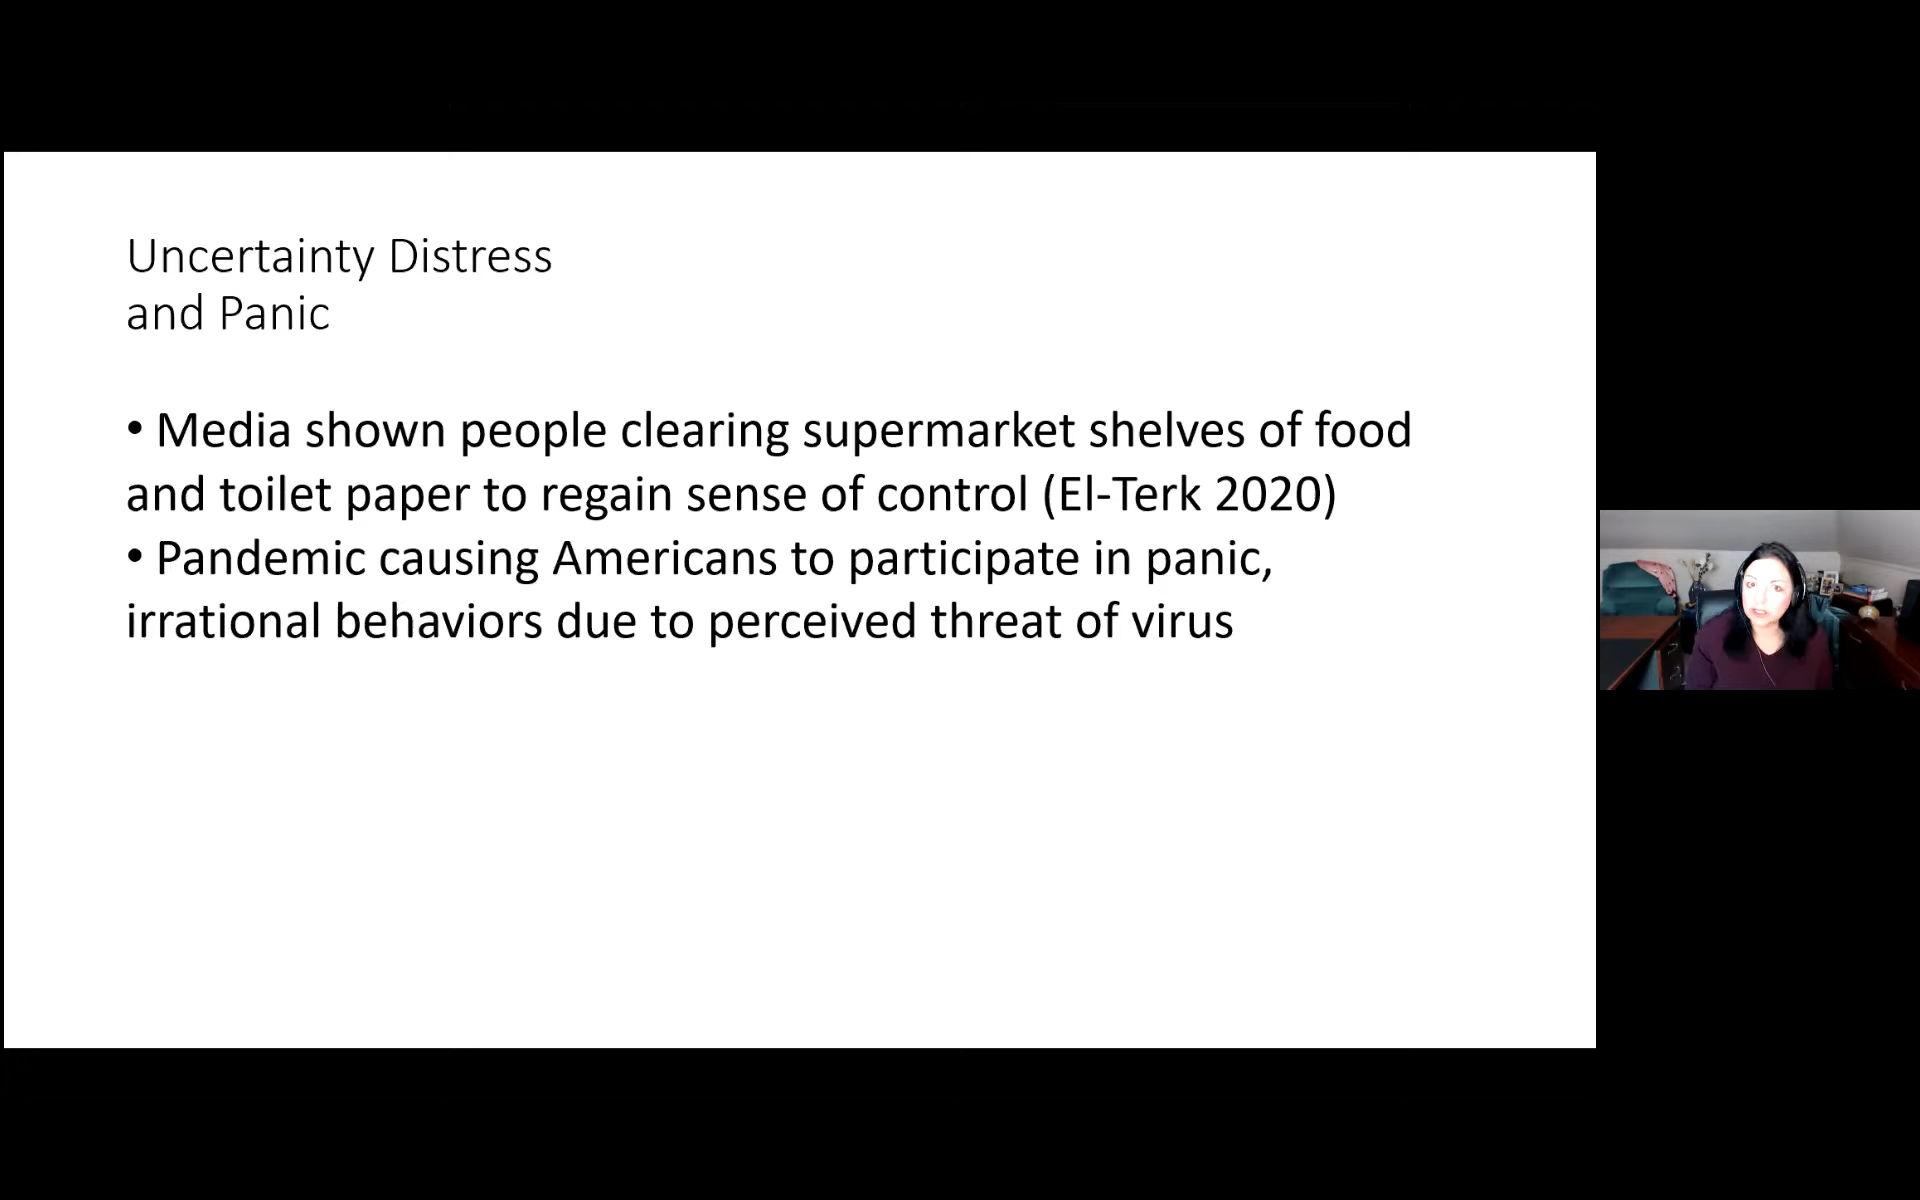 Uncertainty Distress
and Panic
• Media shown people clearing supermarket shelves of food
and toilet paper to regain sense of control (El-Terk 2020)
• Pandemic causing Americans to participate in panic,
irrational behaviors due to perceived threat of virus